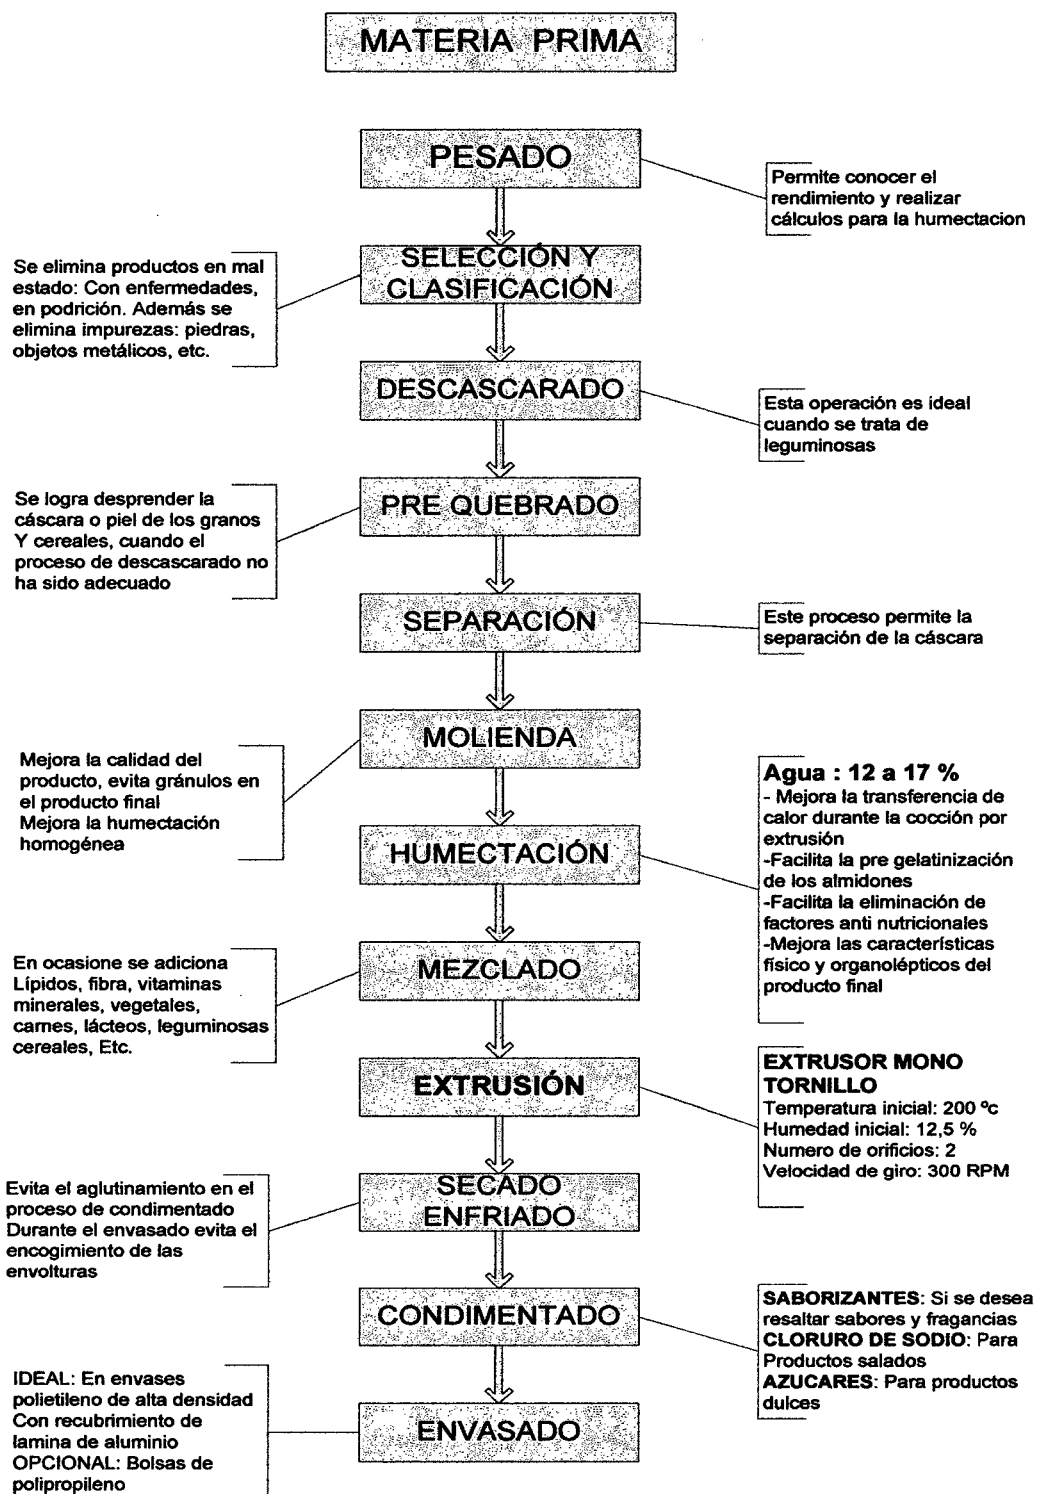 MATERIA PRIMA
PESADO
Permite conocer el
rendimiento y realizar
cálculos para la humectacion
SELECCIÓN Y
CLASIFICACIÓN
Se elimina productos en mal
estado: Con enfermedades,
en podrición. Además se
elimina impurezas: piedras,
objetos metálicos, etc.
DESCASCARADO
Esta operación es ideal
cuando se trata de
leguminosas
PRE QUEBRADO
Se logra desprender la
cáscara o piel de los granos
Y cereales, cuando el
proceso de descascarado no
ha sido adecuado
SEPARACIÓN
Este proceso permite la
separación de la cáscara
MOLIENDA
Mejora la calidad del
producto, evita gránulos en
el producto final
Mejora la humectación
homogénea
HUMECTACIÓN
Agua : 12 a 17 %
- Mejora la transferencia de
calor durante la cocción por
extrusión
-Facilita la pre gelatinización
de los almidones
-Facilita la eliminación de
factores anti nutricionales
-Mejora las características
físico y organolépticos del
producto final
MEZCLADO
En ocasione se adiciona
Lípidos, fibra, vitaminas
minerales, vegetales,
carnes, lácteos, leguminosas
cereales, Etc.
EXTRUSIÓN
EXTRUSOR MONO
TORNILLO
Temperatura inicial: 200 ºc
Humedad inicial: 12,5 %
Numero de orificios: 2
Velocidad de giro: 300 RPM
SECADO
ENFRIADO
Evita el aglutinamiento en el
proceso de condimentado
Durante el envasado evita el
encogimiento de las
envolturas
CONDIMENTADO
SABORIZANTES: Si se desea
resaltar sabores y fragancias
CLORURO DE SODIO: Para
Productos salados
AZUCARES: Para productos
dulces
ENVASADO
IDEAL: En envases
polietileno de alta densidad
Con recubrimiento de
lamina de aluminio
OPCIONAL: Bolsas de
polipropileno